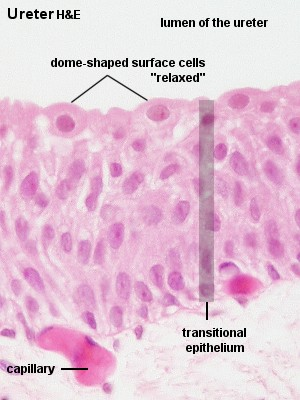 Ureter H&E
lumen of the ureter
dome-shaped surface cells
"relaxed"
transitional
epithelium
capillary